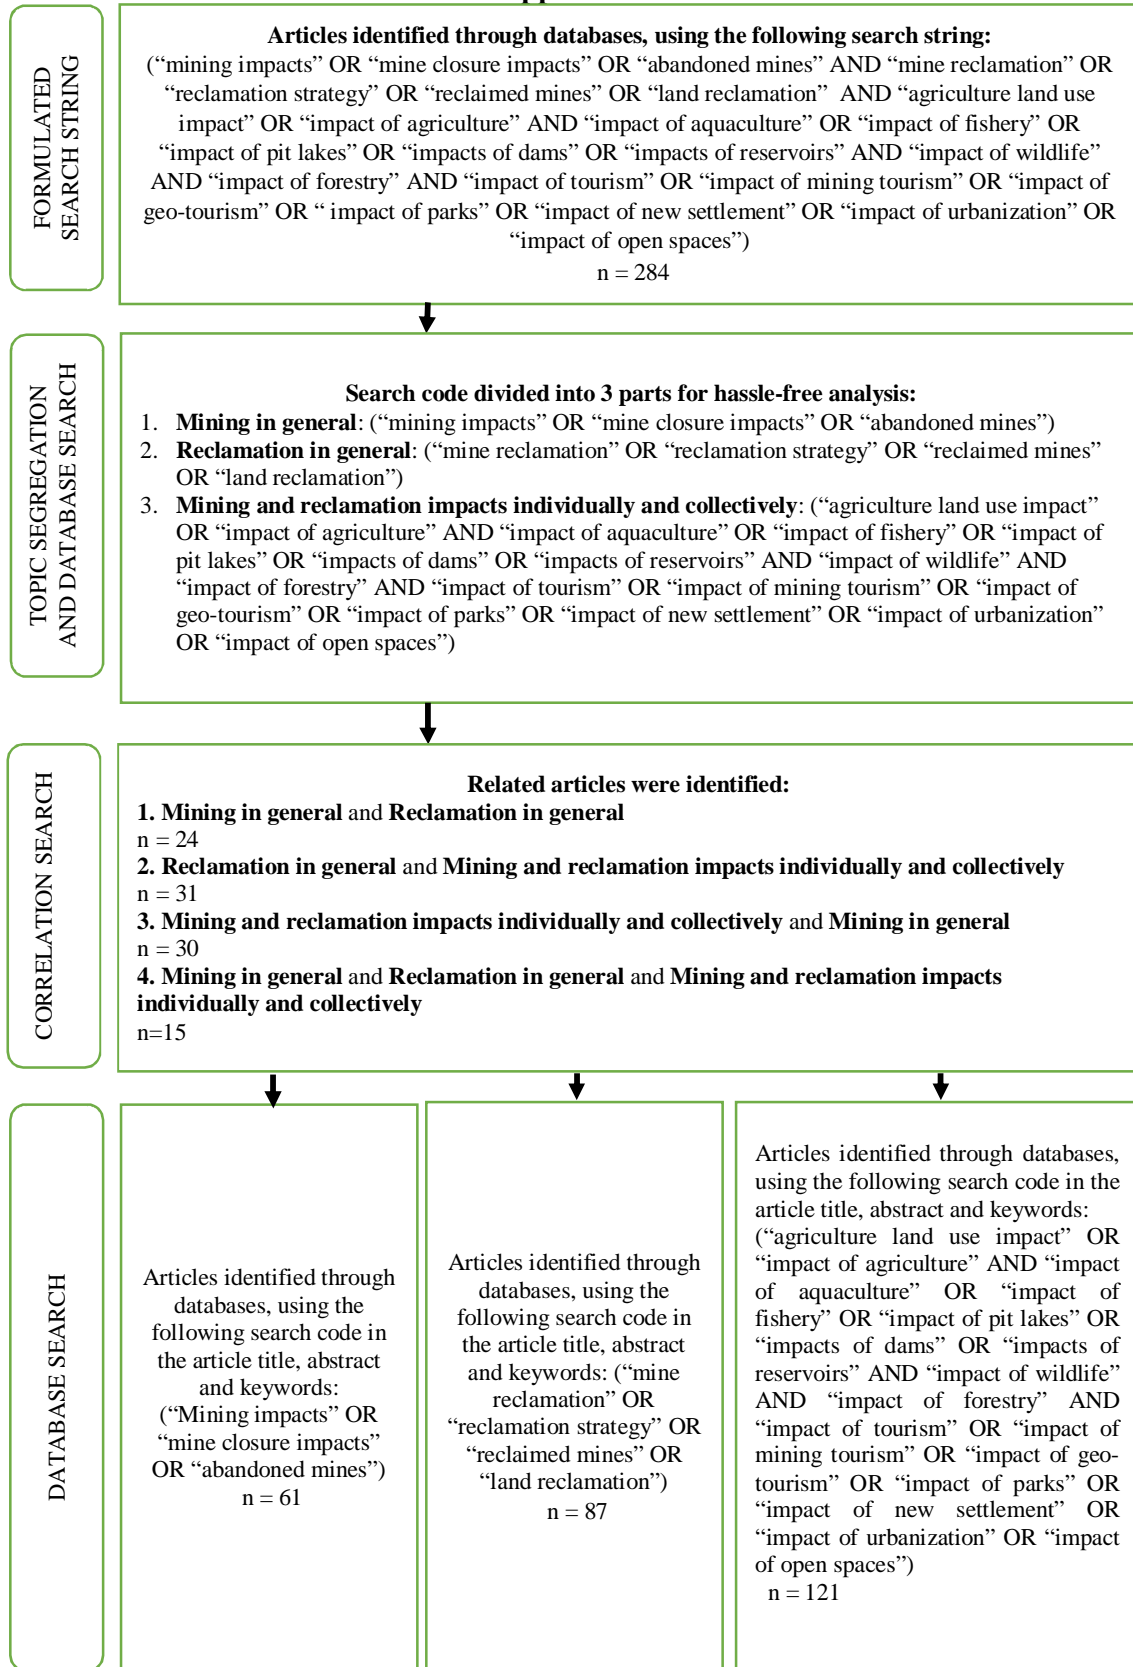 FORMULATED
SEARCH STRING
Articles identified through databases, using the following search string:
(“mining impacts” OR “mine closure impacts” OR “abandoned mines” AND “mine reclamation” OR
“reclamation strategy” OR “reclaimed mines” OR “land reclamation” AND “agriculture land use
impact” OR “impact of agriculture” AND “impact of aquaculture” OR “impact of fishery” OR
“impact of pit lakes” OR “impacts of dams” OR “impacts of reservoirs” AND “impact of wildlife”
AND “impact of forestry” AND “impact of tourism” OR “impact of mining tourism” OR “impact of
geo-tourism” OR “ impact of parks” OR “impact of new settlement” OR “impact of urbanization” OR
“impact of open spaces”)
n = 284
TOPIC SEGREGATION
AND DATABASE SEARCH
Search code divided into 3 parts for hassle-free analysis:
1. Mining in general: (“mining impacts” OR “mine closure impacts” OR “abandoned mines”)
2. Reclamation in general: (“mine reclamation” OR “reclamation strategy” OR “reclaimed mines”
OR “land reclamation”)
3. Mining and reclamation impacts individually and collectively: (“agriculture land use impact”
OR “impact of agriculture” AND “impact of aquaculture” OR “impact of fishery” OR “impact of
pit lakes” OR “impacts of dams” OR “impacts of reservoirs” AND “impact of wildlife” AND
“impact of forestry” AND “impact of tourism” OR “impact of mining tourism” OR “impact of
geo-tourism” OR “impact of parks” OR “impact of new settlement” OR “impact of urbanization”
OR “impact of open spaces”)
CORRELATION SEARCH
Related articles were identified:
1. Mining in general and Reclamation in general
n = 24
2. Reclamation in general and Mining and reclamation impacts individually and collectively
n = 31
3. Mining and reclamation impacts individually and collectively and Mining in general
n = 30
4. Mining in general and Reclamation in general and Mining and reclamation impacts
individually and collectively
n=15
DATABASE SEARCH
Articles identified through
databases, using the
following search code in
the article title, abstract
and keywords:
(“Mining impacts” OR
“mine closure impacts”
OR “abandoned mines”)
n = 61
Articles identified through
databases, using the
following search code in
the article title, abstract
and keywords: (“mine
reclamation” OR
“reclamation strategy” OR
“reclaimed mines” OR
“land reclamation”)
n = 87
Articles identified through databases,
using the following search code in the
article title, abstract and keywords:
(“agriculture land use impact” OR
“impact of agriculture” AND “impact
of aquaculture” OR “impact of
fishery” OR “impact of pit lakes” OR
“impacts of dams” OR “impacts of
reservoirs” AND “impact of wildlife”
AND “impact of forestry” AND
“impact of tourism” OR “impact of
mining tourism” OR “impact of geo-
tourism” OR “impact of parks” OR
“impact of new settlement” OR
“impact of urbanization” OR “impact
of open spaces”)
n = 121